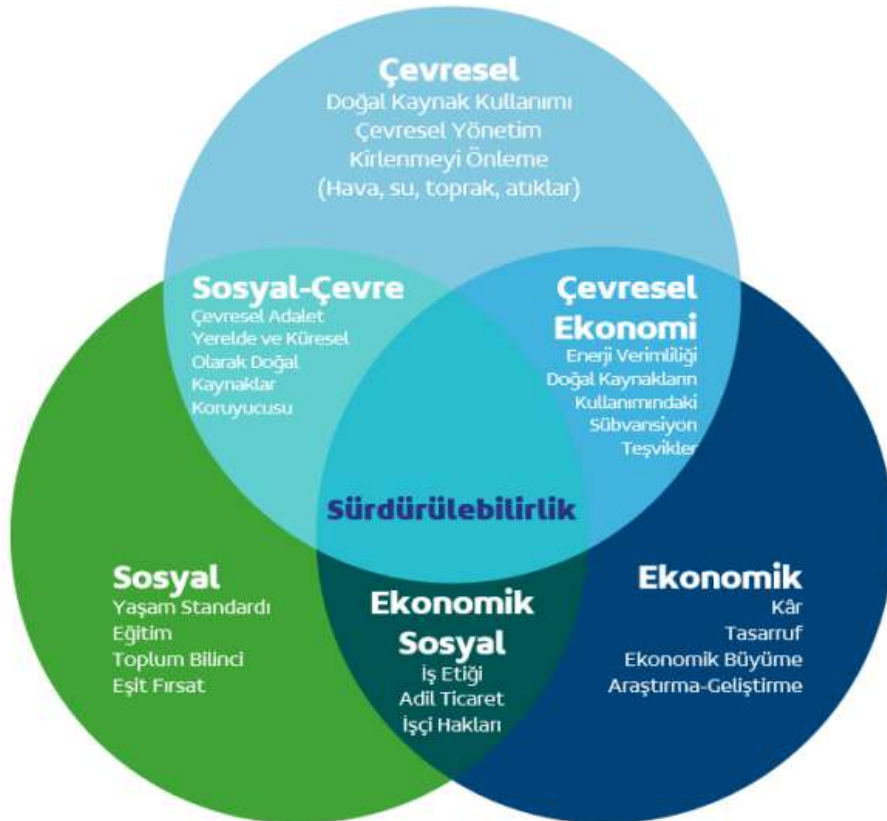 Çevresel
Doğal Kaynak Kullanımı
Çevresel Yönetim
Kirlenmeyi Önleme
(Hava, su, toprak, atıklar)
Sosyal-Çevre
Çevresel Adalet
Yerelde ve Küresel
Olarak Doğal
Kaynaklar
Koruyucusu
Çevresel
Ekonomi
Enerji Verimliliği
Doğal Kaynakların
Kullanımındaki
Sübvansiyon
Teşvikler
Sürdürülebilirlik
Sosyal
Yaşam Standardı
Eğitim
Toplum Bilinci
Eşit Fırsat
Ekonomik
Sosyal
İş Etiği
Adil Ticaret
İşçi Hakları
Ekonomik
Kâr
Tasarruf
Ekonomik Büyüme
Araştırma-Geliştirme